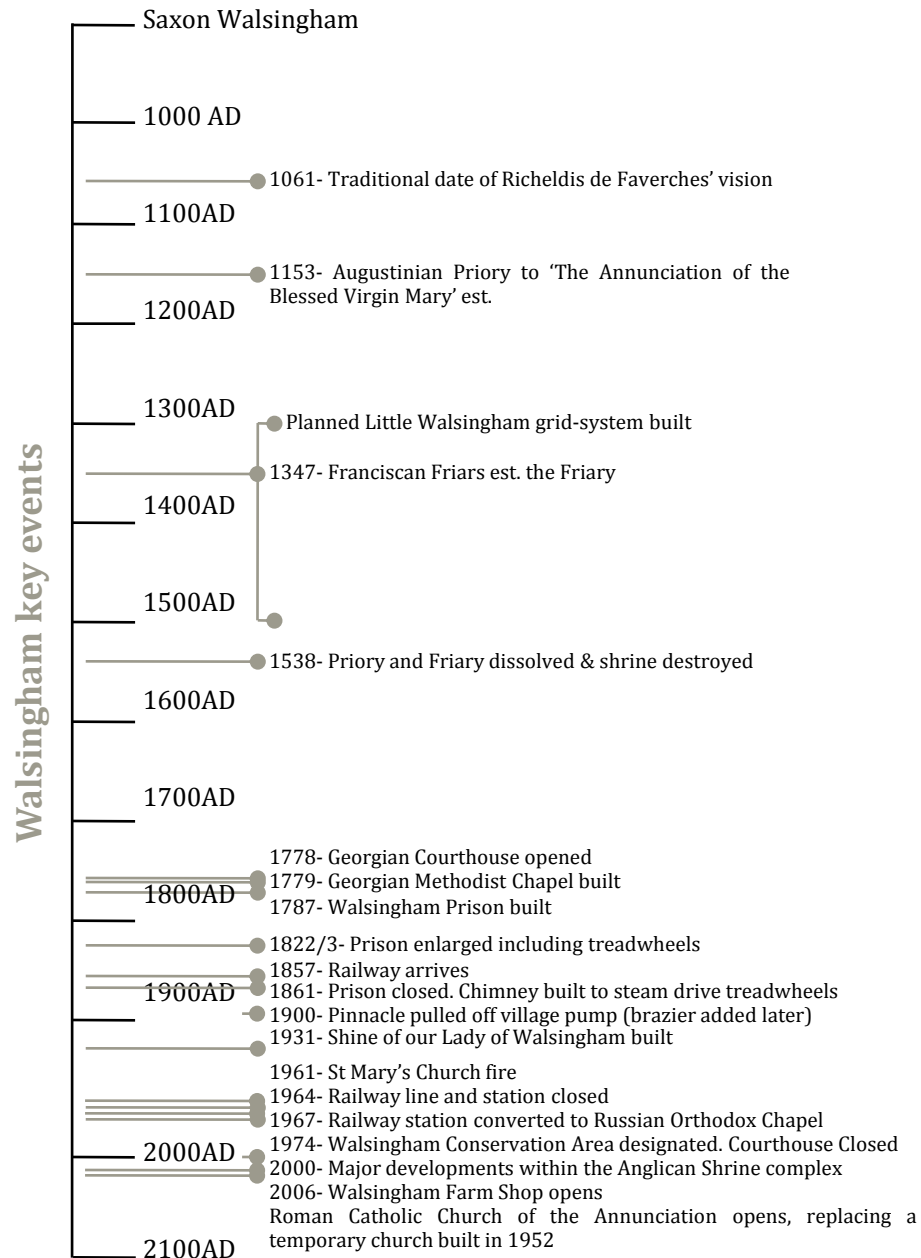 Walsingham key events
Saxon Walsingham
1000 AD
1061- Traditional date of Richeldis de Faverches’ vision
1100AD
1153- Augustinian Priory to ‘The Annunciation of the
Blessed Virgin Mary’ est.
1200AD
1300AD
Planned Little Walsingham grid-system built
1347- Franciscan Friars est. the Friary
1400AD
1500AD
1538- Priory and Friary dissolved & shrine destroyed
1600AD
1700AD
1778- Georgian Courthouse opened
1779- Georgian Methodist Chapel built
1800AD
1787- Walsingham Prison built
1822/3- Prison enlarged including treadwheels
1857- Railway arrives
1900AD
1861- Prison closed. Chimney built to steam drive treadwheels
1900- Pinnacle pulled off village pump (brazier added later)
1931- Shine of our Lady of Walsingham built
1961- St Mary’s Church fire
1964- Railway line and station closed
1967- Railway station converted to Russian Orthodox Chapel
1974- Walsingham Conservation Area designated. Courthouse Closed
2000AD
2000- Major developments within the Anglican Shrine complex
2006- Walsingham Farm Shop opens
Roman Catholic Church of the Annunciation opens, replacing a
temporary church built in 1952
2100AD